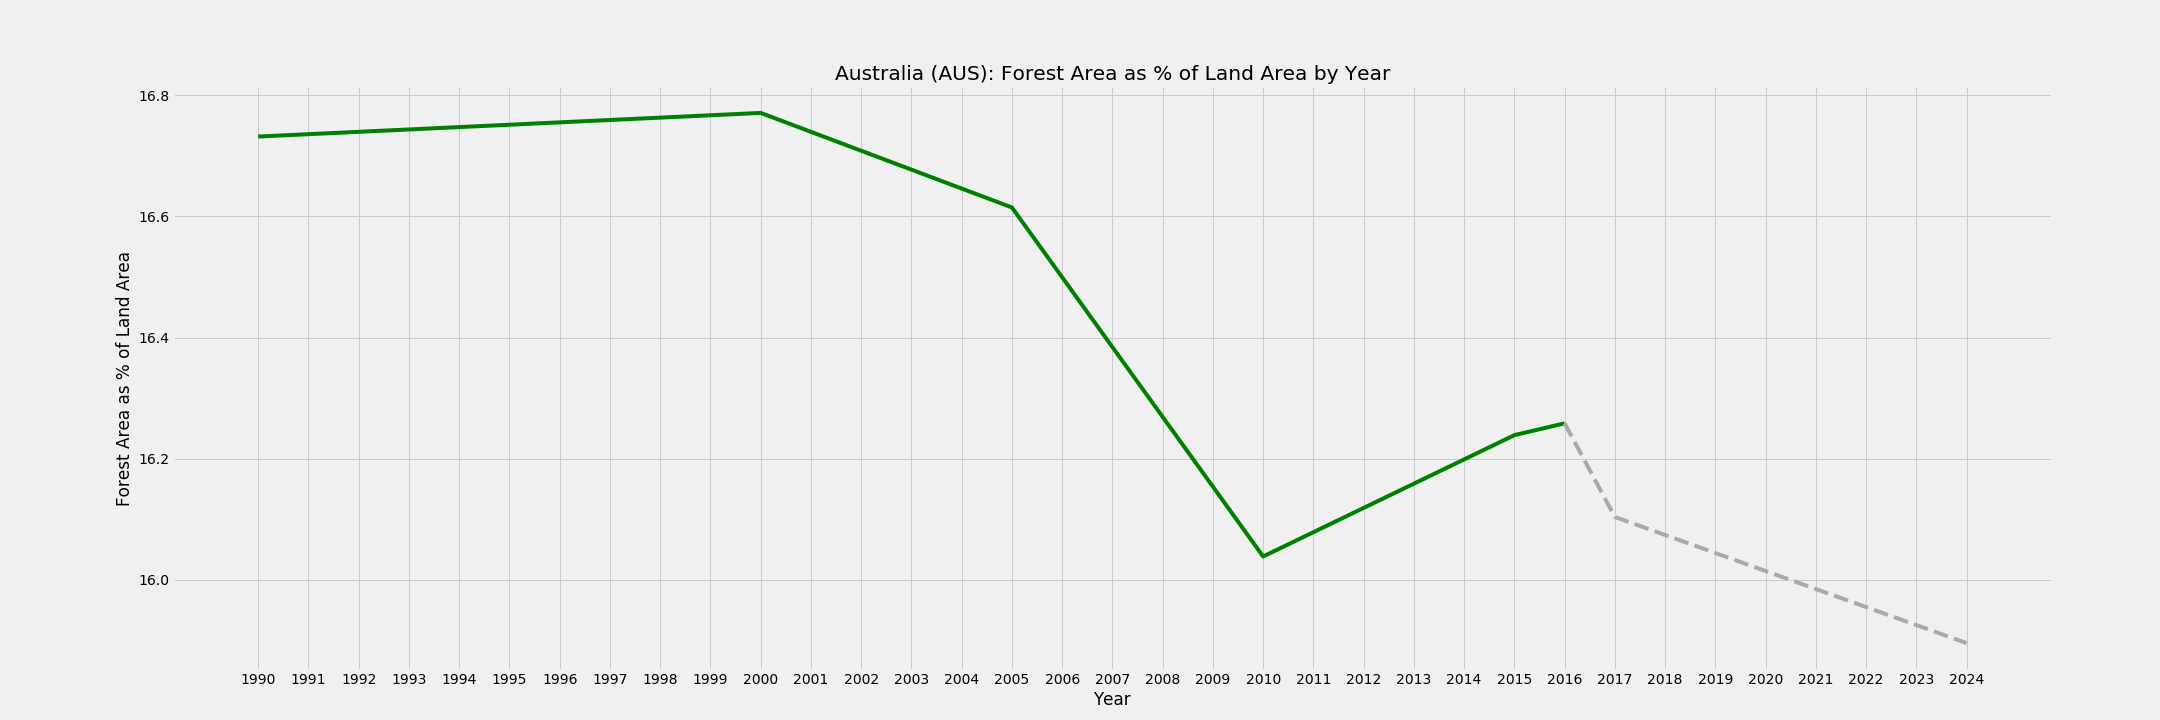 Australia (AUS): Forest Area as % of Land Area by Year
Forest Area as % of Land Area
16.8
16.6
16.4
16.2
16.0
1990 1991 1992 1993 1994 1995 1996 1997 1998 1999 2000 2001 2002 2003 2004 2005 2006 2007 2008 2009 2010 2011 2012 2013 2014 2015 2016 2017 2018 2019 2020 2021 2022 2023 2024
Year